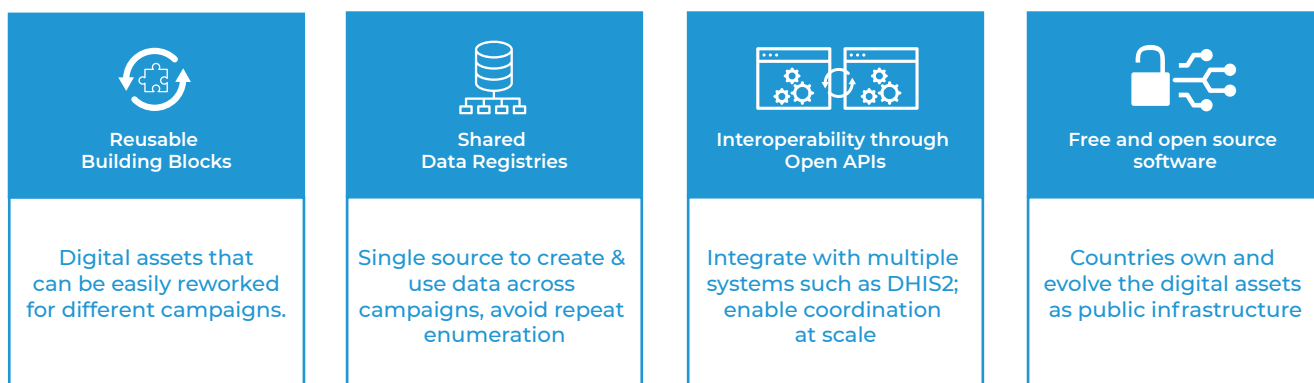 Reusable
Building Blocks
Digital assets that
can be easily reworked
for different campaigns.
Shared
Data Registries
Single source to create &
use data across
campaigns, avoid repeat
enumeration
Interoperability through
Open APIs
Integrate with multiple
systems such as DHIS2;
enable coordination
at scale
Free and open source
software
Countries own and
evolve the digital assets
as public infrastructure